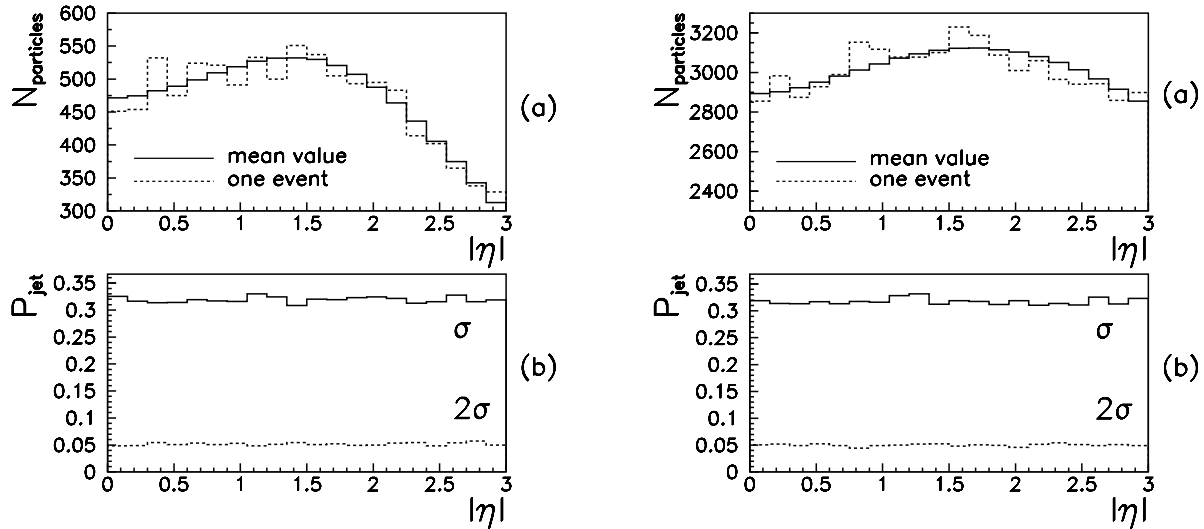 N particles
600
550
500
450
400
350
300
mean value
one event
0
0.5
1
1.5
2
2.5
3
|η|
(a)
P jet
0.35
0.3
0.25
0.2
0.15
0.1
0.05
0
σ
2σ
0
0.5
1
1.5
2
2.5
3
|η|
(b)
N particles
3200
3000
2800
2600
2400
mean value
one event
0
0.5
1
1.5
2
2.5
3
|η|
(a)
P jet
0.35
0.3
0.25
0.2
0.15
0.1
0.05
0
σ
2σ
0
0.5
1
1.5
2
2.5
3
|η|
(b)